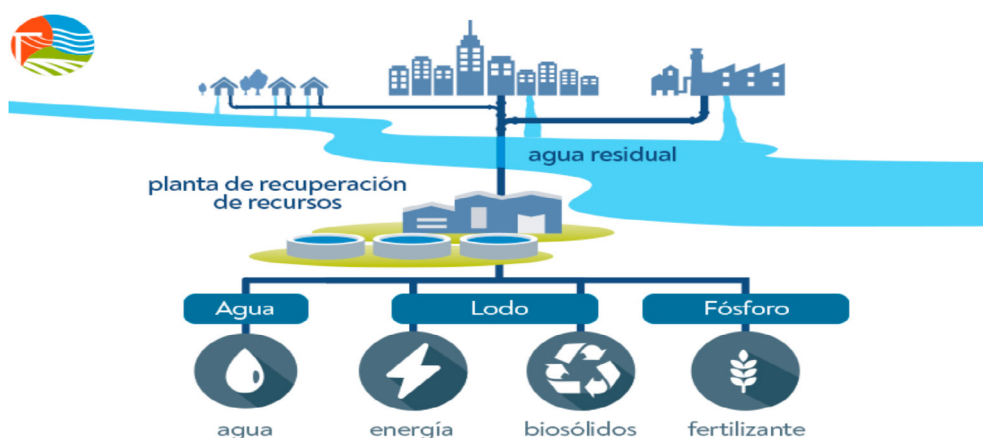 agua residual
planta de recuperación
de recursos
Agua
Lodo
Fósforo
agua
energía
biosólidos
fertilizante